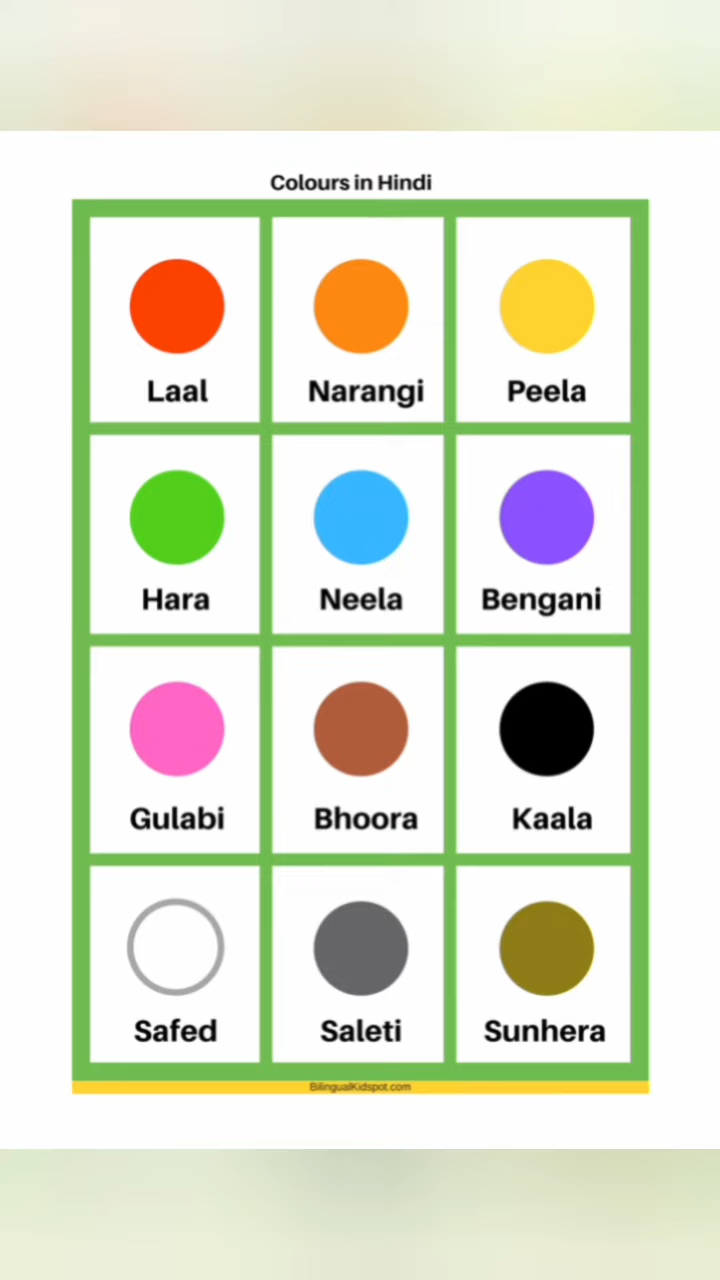 Colours in Hindi
Laal Narangi Peela
Hara Neela Bengani
Gulabi Bhoora Kaala
Safed Saleti Sunhera
BilingualKidspot.com